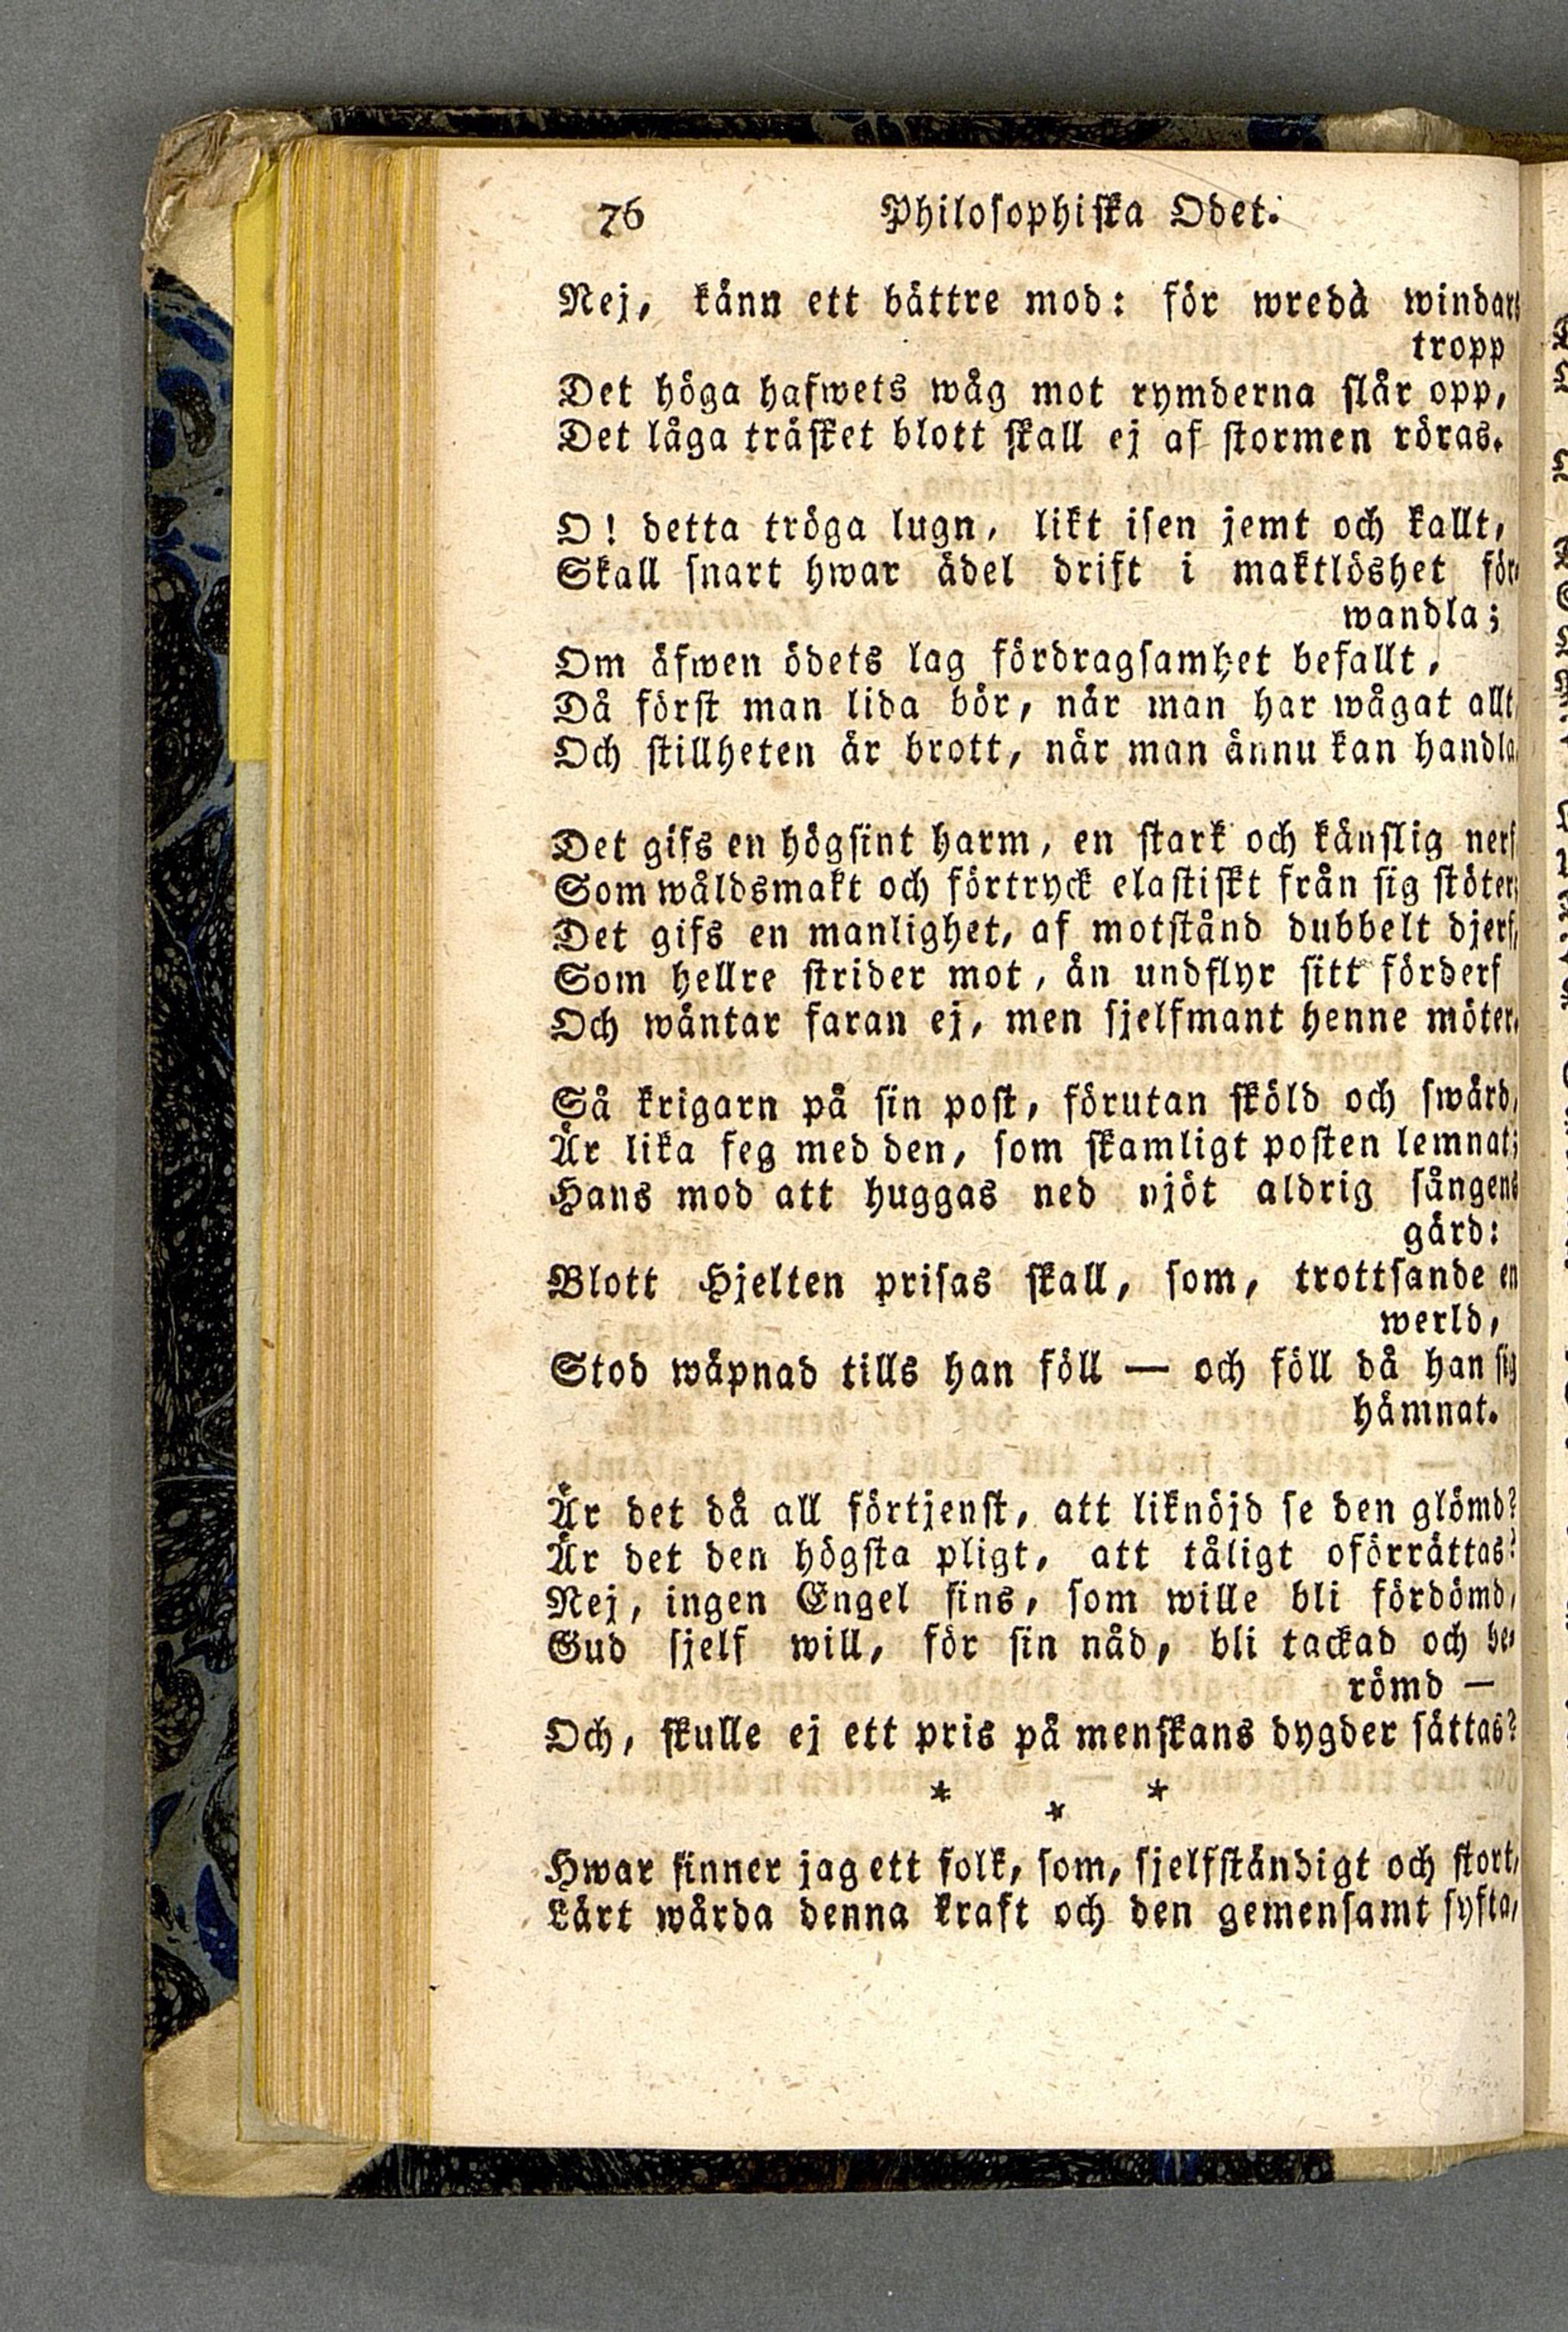 76 Philosophiska Odet.
Nej, känn ett bättre mod: för wreda windars
tropp
Det höga hafwets wåg mot rymderna slår opp,
Det låga träsket blott skall ej af stormen röras.
O! detta tröga lugn, likt isen jemt och kallt,
Skall snart hwar ädel drift i maktlöshet för-
wandla;
Om äfwen ödets lag fördragsamhet befallt,
Då först man lida bör, när man har wågat allt
Och stillheten är brott, när man ännu kan handla.
Det gifs en högsint harm, en stark och känslig nerf
Som wåldsmakt och förtryck elastiskt från sig stöter;
Det gifs en manlighet, af motstånd dubbelt djerf,
Som hellre strider mot, än undflyr sitt förderf
Och wäntar faran ej, men sjelfmant henne möter.
Så krigarn på sin post, förutan sköld och swärd,
Är lika feg med den, som skamligt posten lemnat;
Hans mod att huggas ned njöt aldrig sångens
gärd:
Blott Hjelten prisas skall, som, trottsande en
werld,
Stod wäpnad tills han föll — och föll då han sig
hämnat.
Är det då all förtjenst, att liknöjd se den glömd?
Är det den högsta pligt, att tåligt oförrättas?
Nej, ingen Engel fins, som wille bli fördömd,
Gud sjelf will, för sin nåd, bli tackad och be-
römd —
Och, skulle ej ett pris på menskans dygder sättas?
* * *
Hwar finner jag ett folk, som, sjelfständigt och stort,
Lärt wårda denna kraft och den gemensamt syfta,